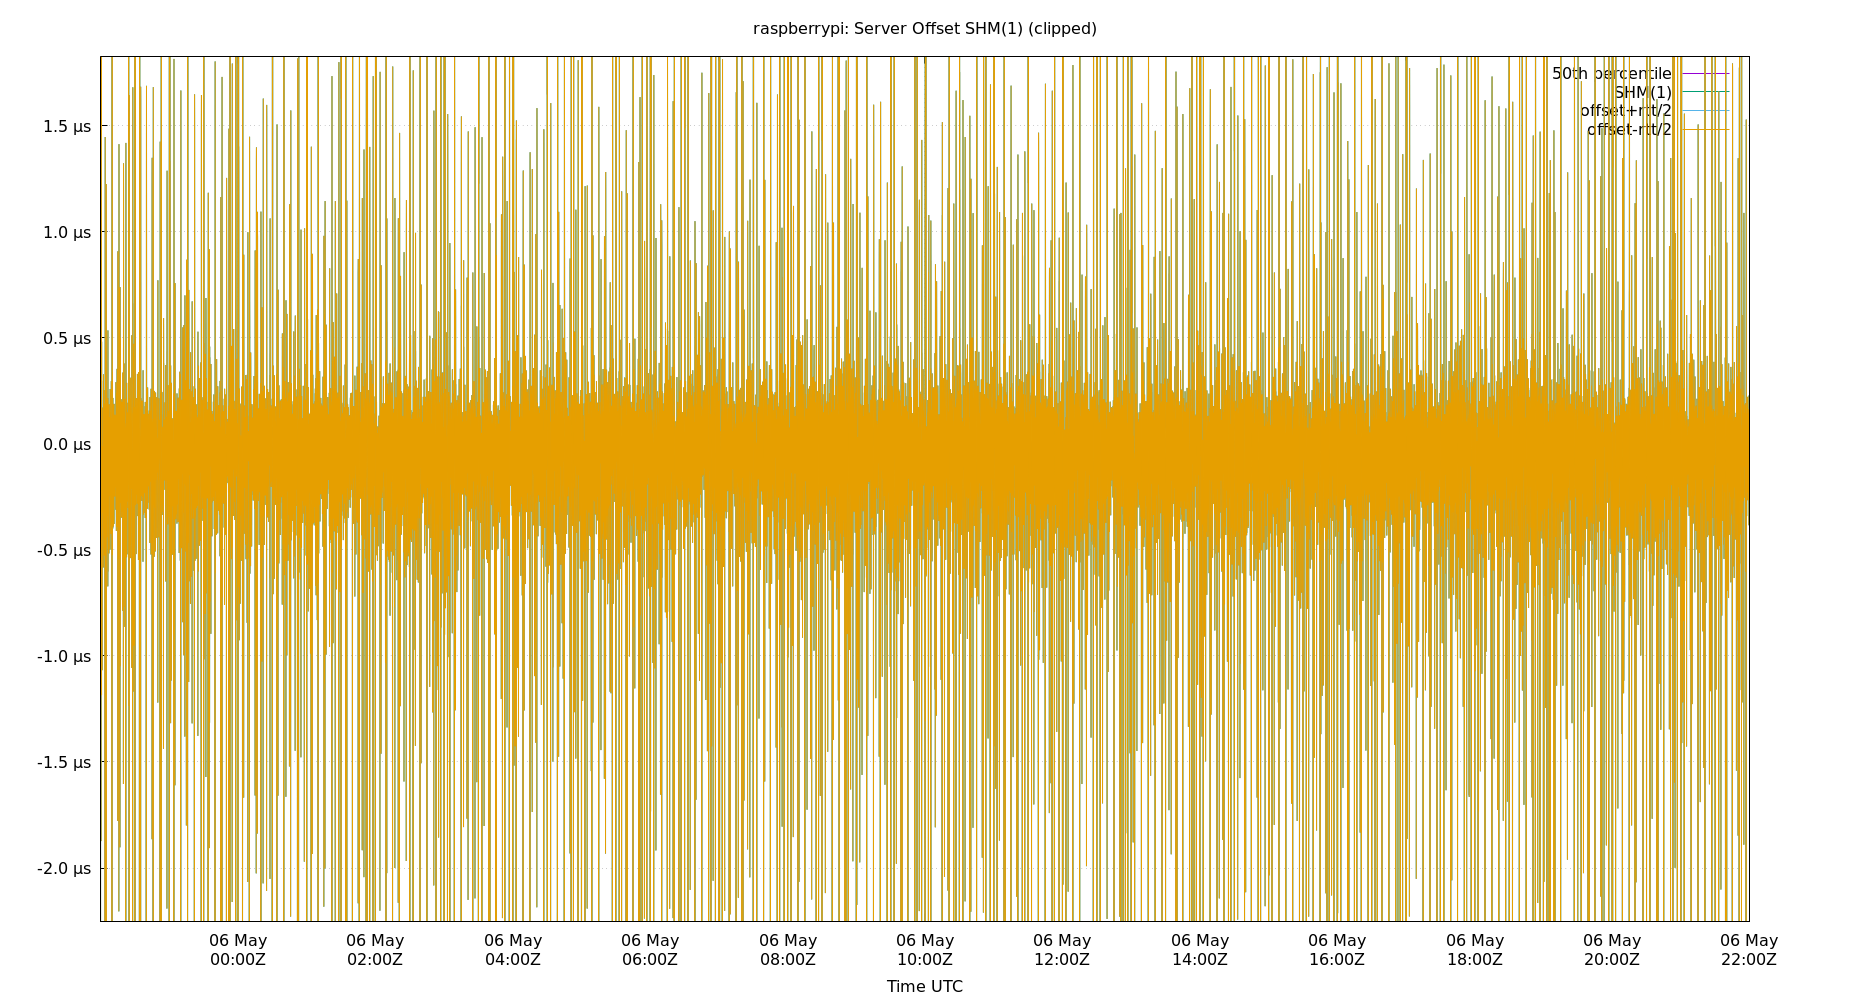 raspberrypi: Server Offset SHM(1) (clipped)
50th percentile
SHM(1)
offset+rtt/2
offset-rtt/2
1.5 µs
1.0 µs
0.5 µs
0.0 µs
-0.5 µs
-1.0 µs
-1.5 µs
-2.0 µs
06 May 06 May 06 May 06 May 06 May 06 May 06 May 06 May 06 May 06 May 06 May 06 May
00:00Z 02:00Z 04:00Z 06:00Z 08:00Z 10:00Z 12:00Z 14:00Z 16:00Z 18:00Z 20:00Z 22:00Z
Time UTC